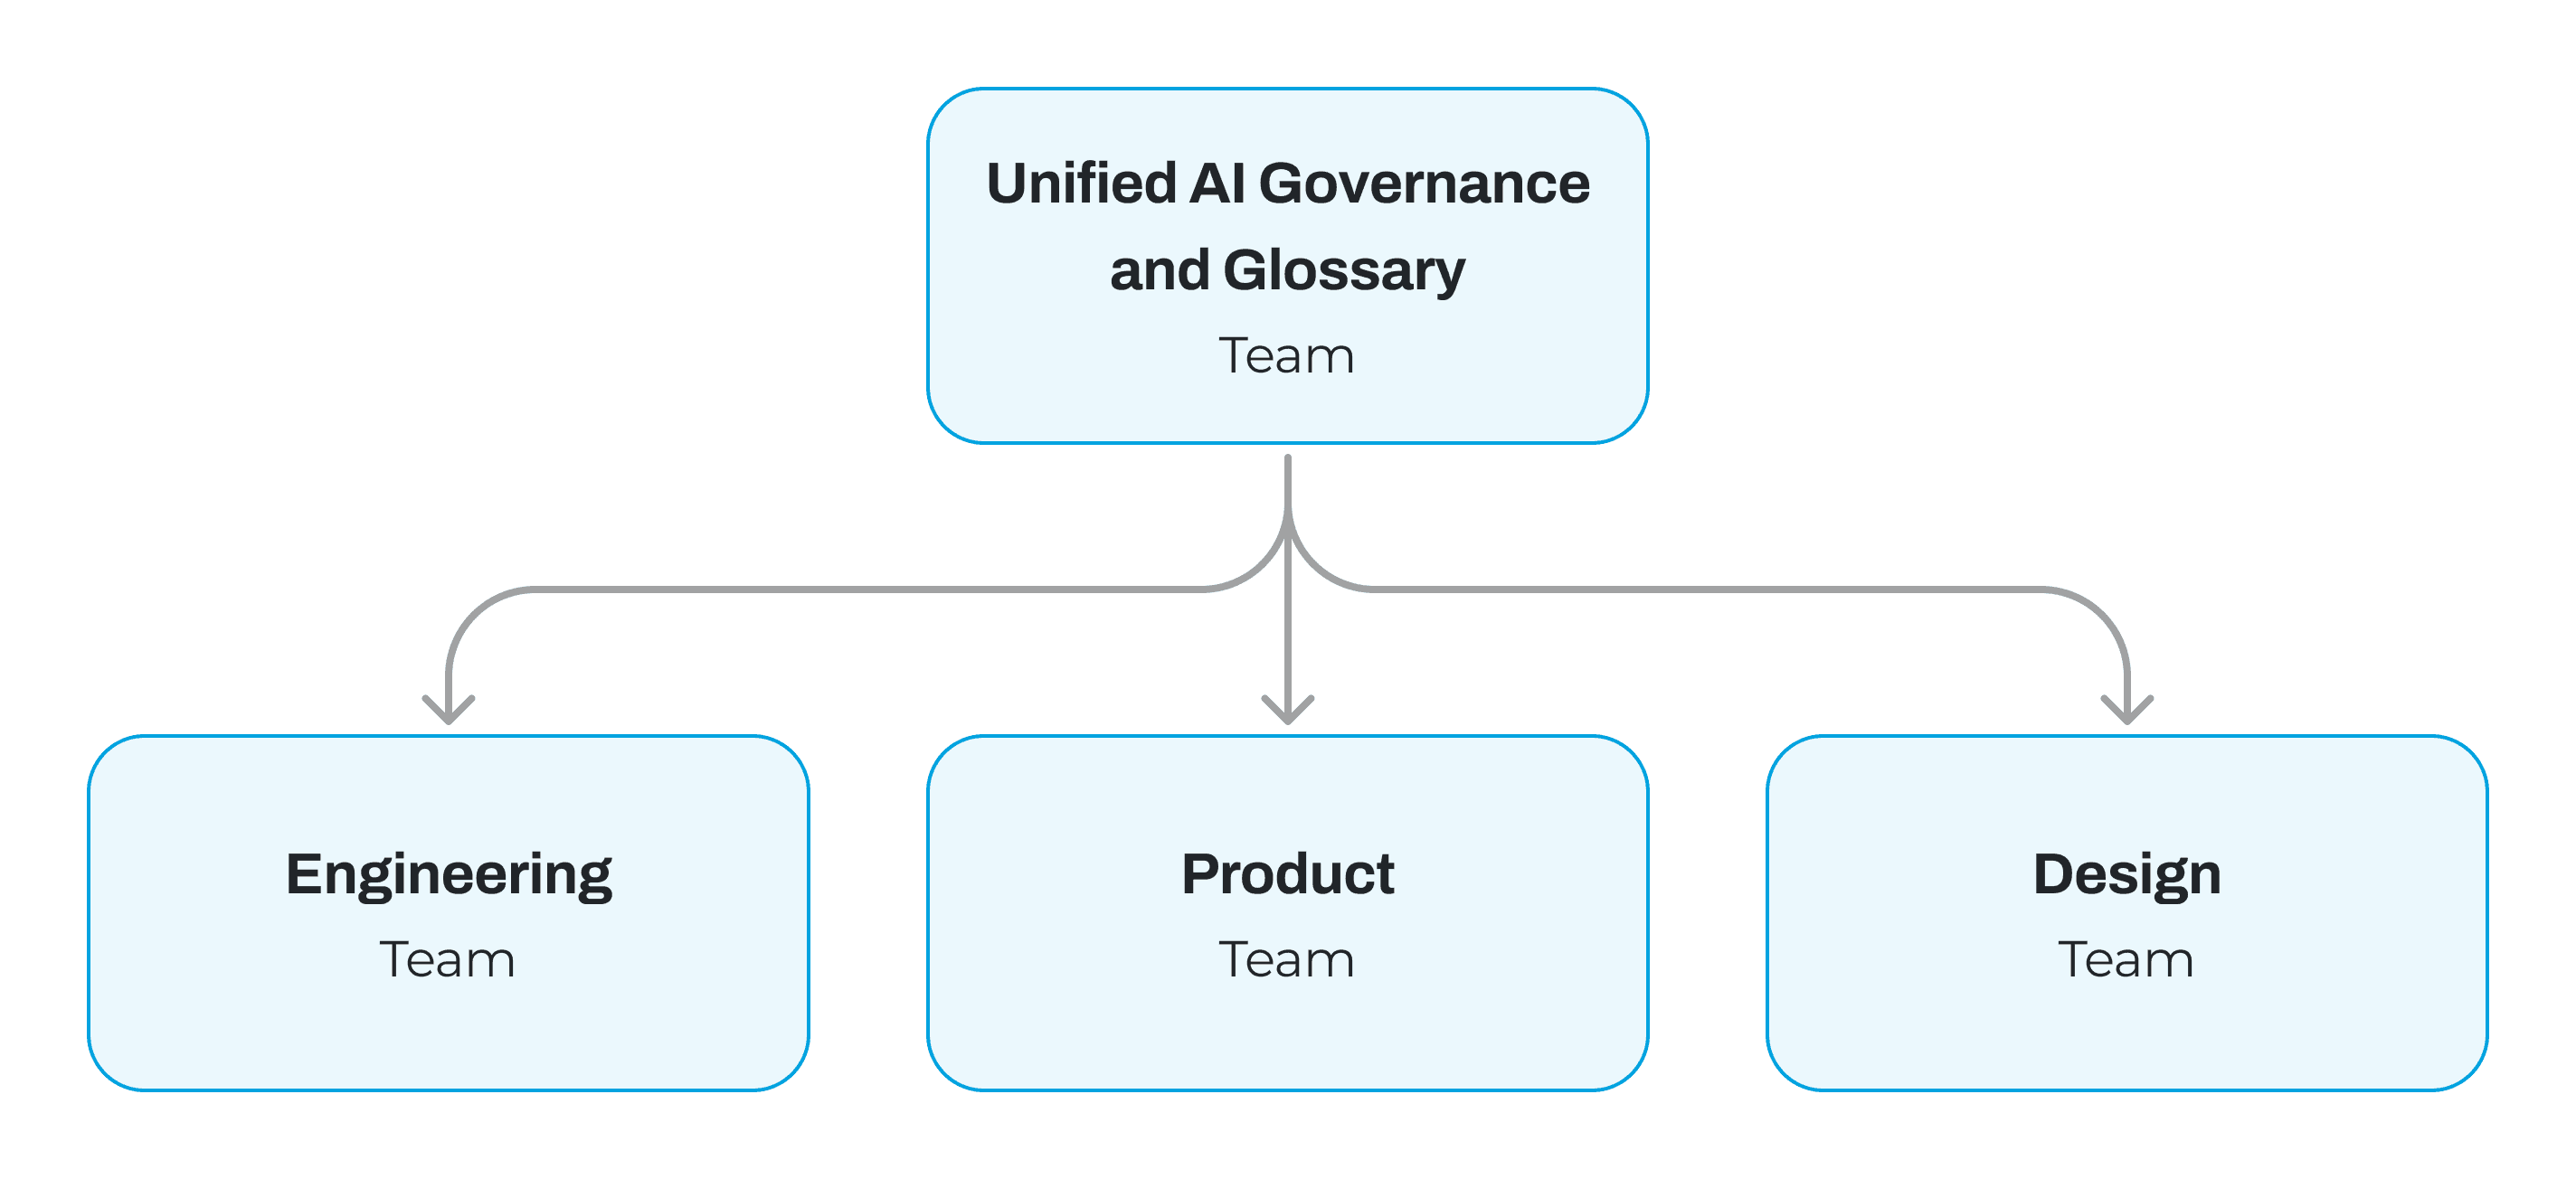 Unified AI Governance
and Glossary
Team
Engineering
Team
Product
Team
Design
Team